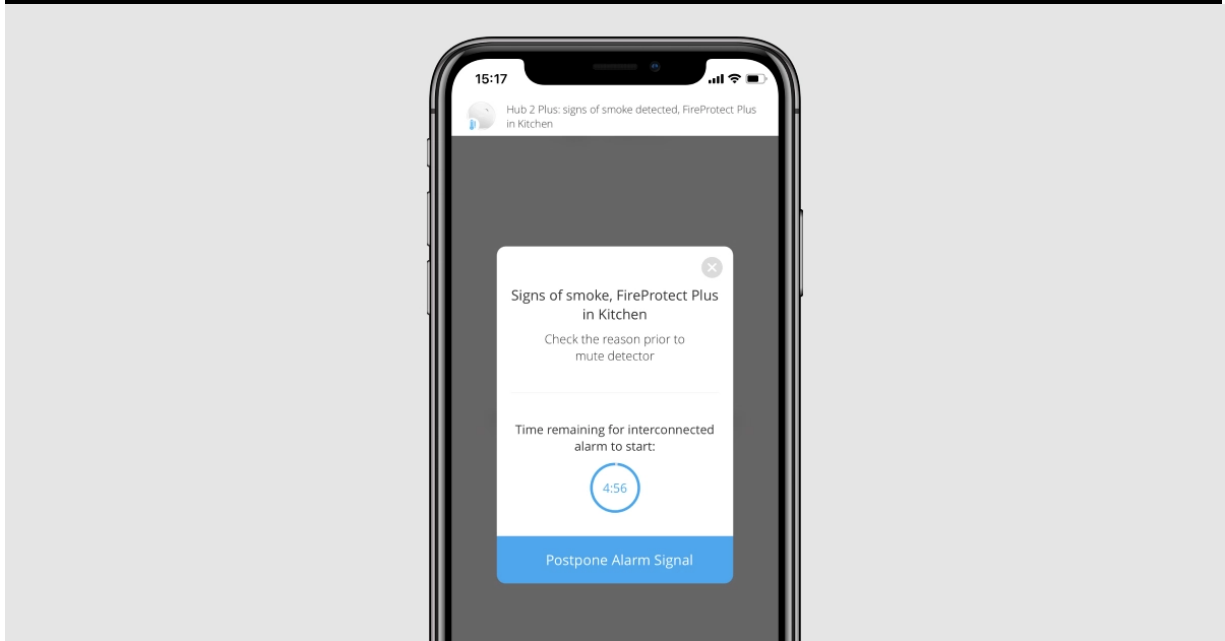 15:17
Hub 2 Plus: signs of smoke detected, FireProtect Plus
in Kitchen
Signs of smoke, FireProtect Plus
in Kitchen
Check the reason prior to
mute detector
Time remaining for interconnected
alarm to start:
4:56
Postpone Alarm Signal